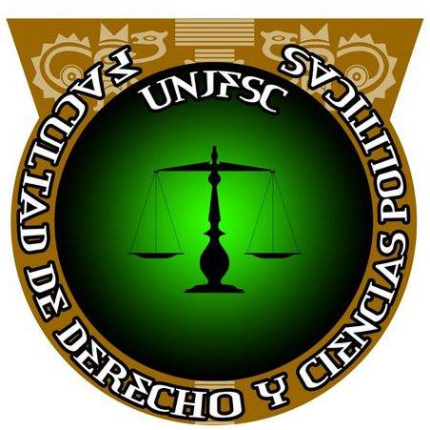 UNJFSC
FACULTAD DE DERECHO Y CIENCIAS POLITICAS